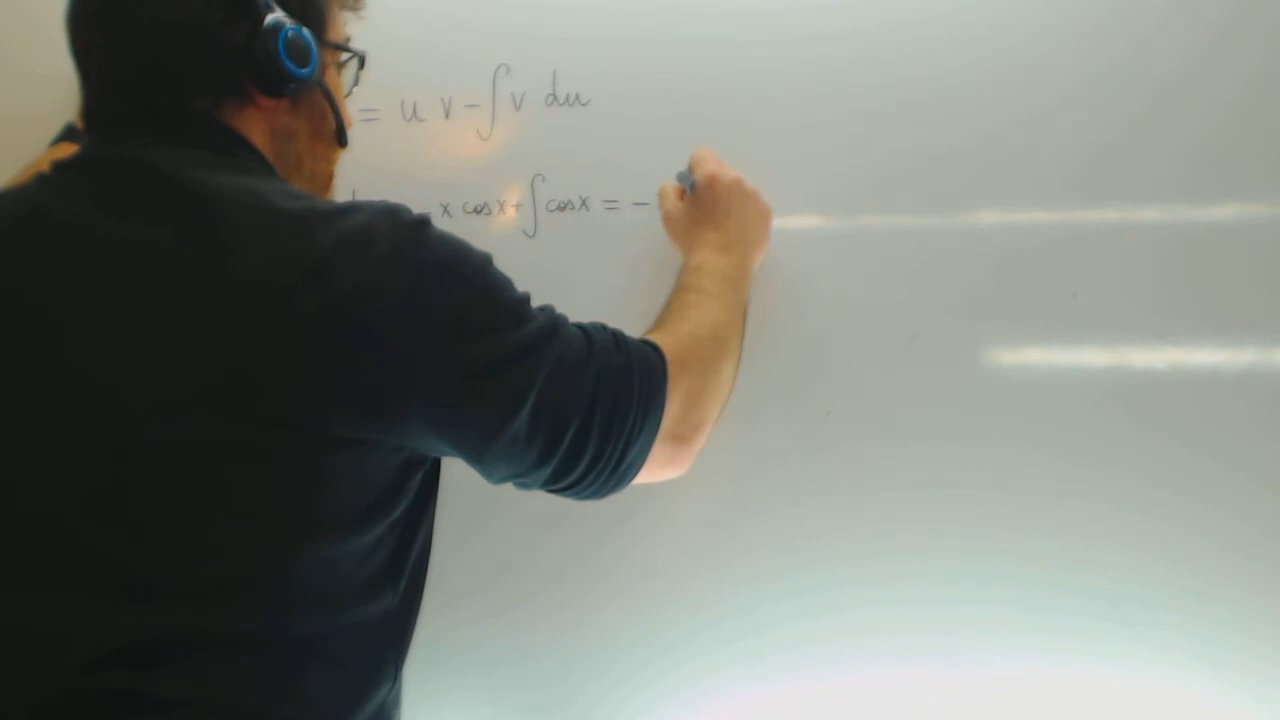 = u v - ∫ v du
- x cos x + ∫ cos x = -